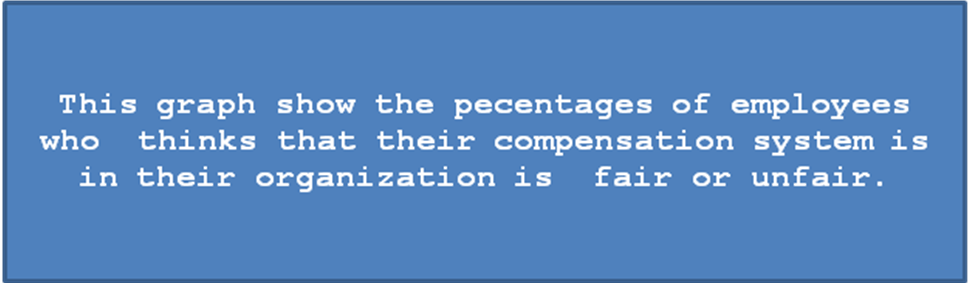 This graph show the pecentages of employees
who  thinks that their compensation system is
in their organization is  fair or unfair.